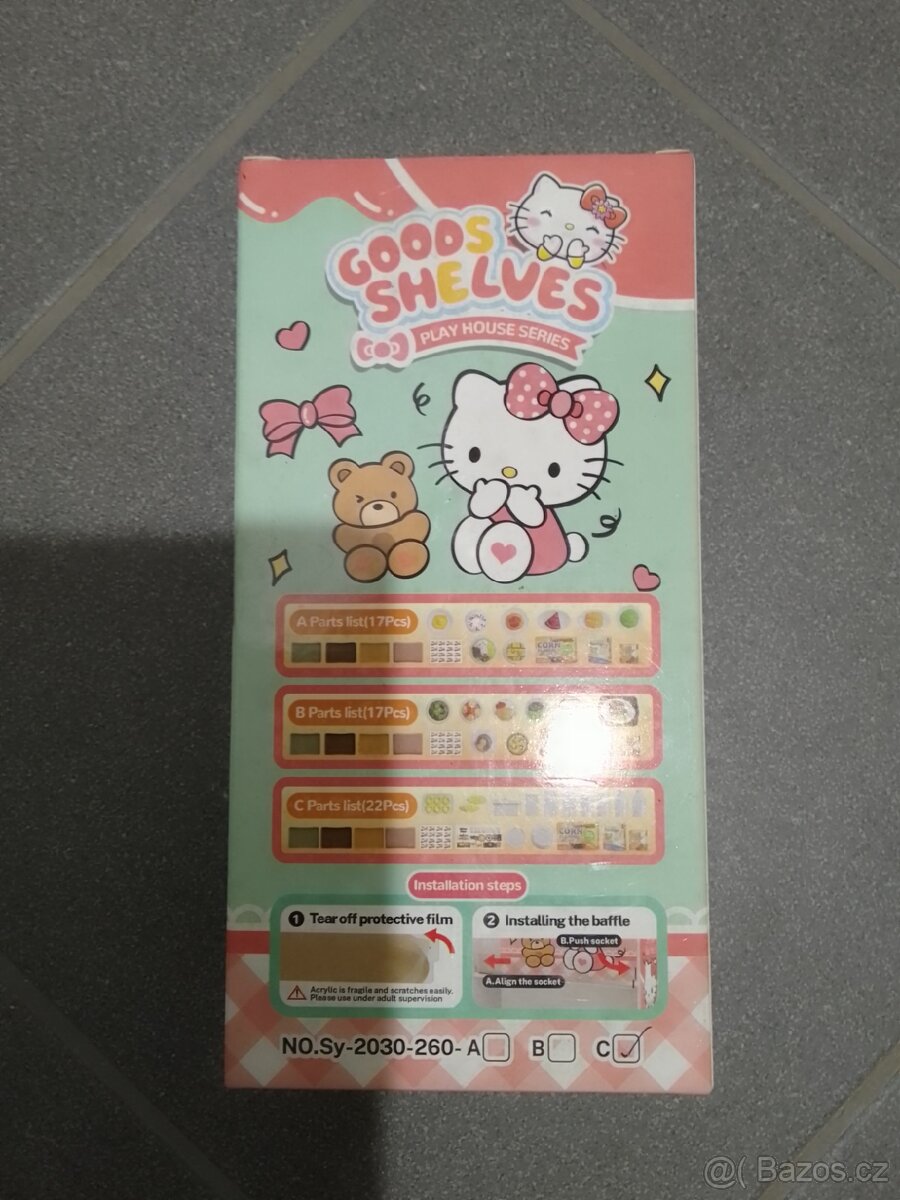 GOODS
SHELVES
PLAY HOUSE SERIES
A Parts list(17Pcs)
CORN
B Parts list(17Pcs)
C Parts list(22Pcs)
CORN
Installation steps
1 Tear off protective film
Acrylic is fragile and scratches easily.
Please use under adult supervision
2 Installing the baffle
B.Push socket
A.Align the socket
NO.Sy-2030-260- A B C
@( Bazos.cz